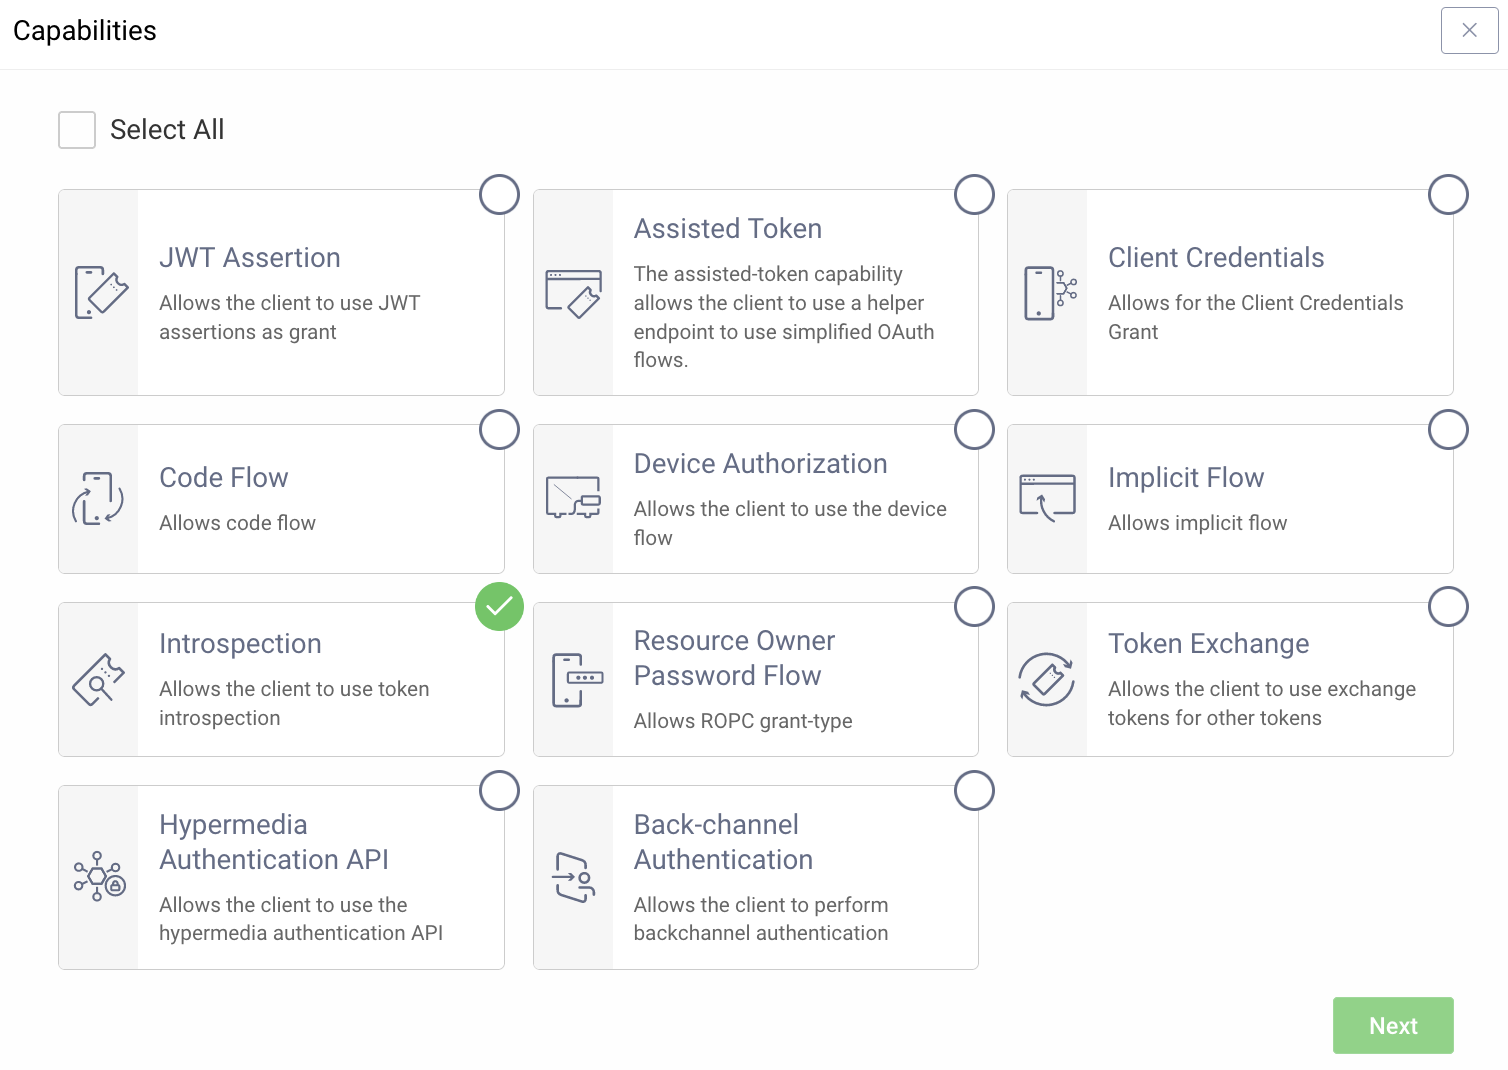 Capabilities
Select All
JWT Assertion
Allows the client to use JWT
assertions as grant
Assisted Token
The assisted-token capability
allows the client to use a helper
endpoint to use simplified OAuth
flows.
Client Credentials
Allows for the Client Credentials
Grant
Code Flow
Allows code flow
Device Authorization
Allows the client to use the device
flow
Implicit Flow
Allows implicit flow
Introspection
Allows the client to use token
introspection
Resource Owner
Password Flow
Allows ROPC grant-type
Token Exchange
Allows the client to use exchange
tokens for other tokens
Hypermedia
Authentication API
Allows the client to use the
hypermedia authentication API
Back-channel
Authentication
Allows the client to perform
backchannel authentication
Next